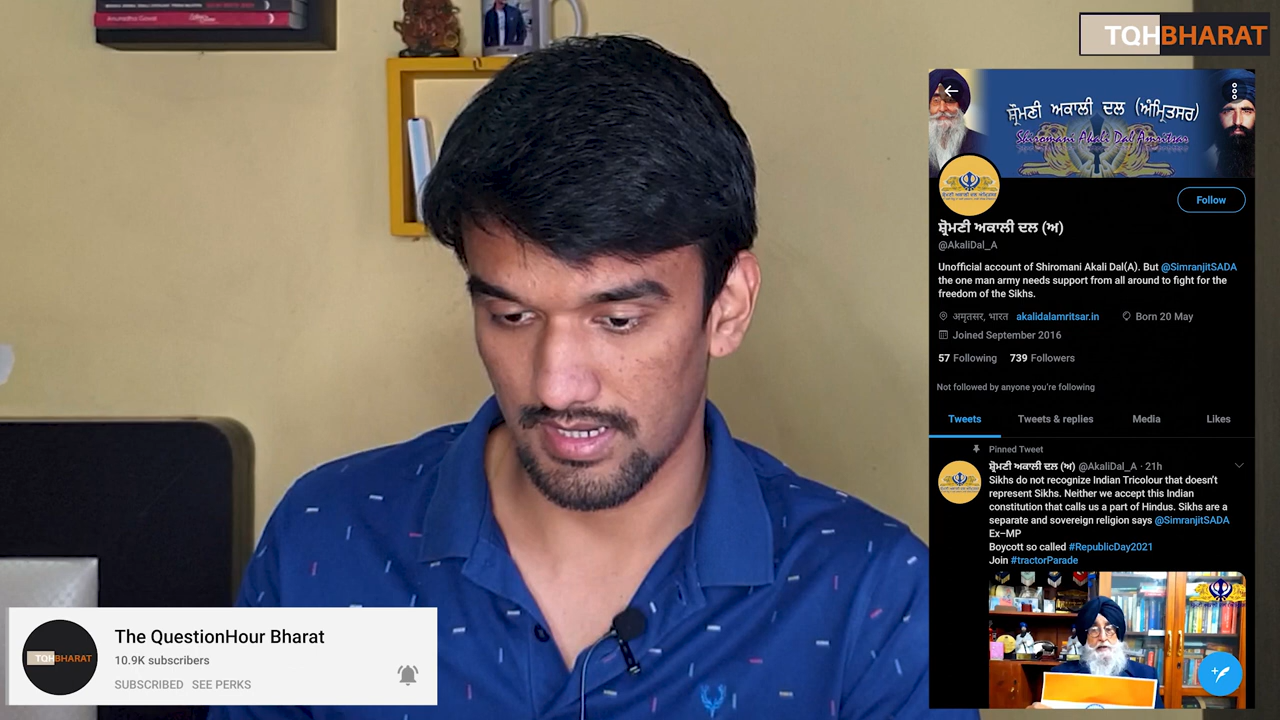 Anuradha Goyal
TQHBHARAT
ਸ਼੍ਰੋਮਣੀ ਅਕਾਲੀ ਦਲ (ਅੰਮ੍ਰਿਤਸਰ)
Shiromani Akali Dal Amritsar
Follow
ਸ਼੍ਰੋਮਣੀ ਅਕਾਲੀ ਦਲ (ਅ)
@AkaliDal_A
Unofficial account of Shiromani Akali Dal(A). But @SimranjitSADA
the one man army needs support from all around to fight for the
freedom of the Sikhs.
अमृतसर, भारत akalidalamritsar.in Born 20 May
Joined September 2016
57 Following 739 Followers
Not followed by anyone you're following
Tweets Tweets & replies Media Likes
Pinned Tweet
ਸ਼੍ਰੋਮਣੀ ਅਕਾਲੀ ਦਲ (ਅ) @AkaliDal_A · 21h
Sikhs do not recognize Indian Tricolour that doesn't
represent Sikhs. Neither we accept this Indian
constitution that calls us a part of Hindus. Sikhs are a
separate and sovereign religion says @SimranjitSADA
Ex–MP
Boycott so called #RepublicDay2021
Join #tractorParade
TQHBHARAT
The QuestionHour Bharat
10.9K subscribers
SUBSCRIBED SEE PERKS